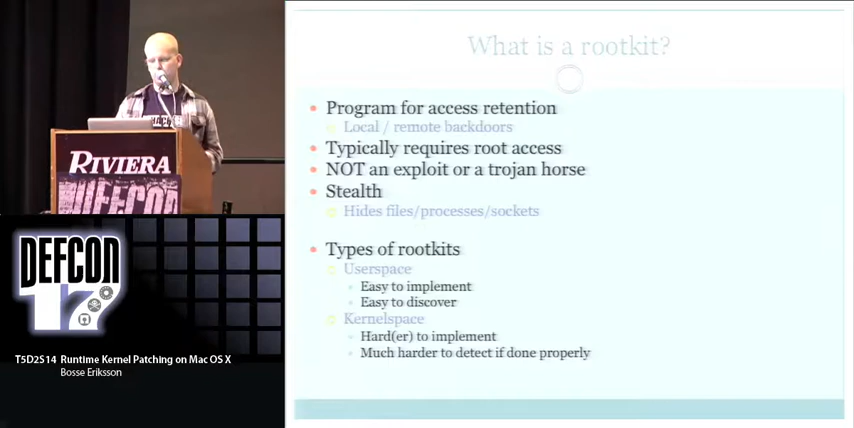 What is a rootkit?
Program for access retention
Local / remote backdoors
Typically requires root access
NOT an exploit or a trojan horse
Stealth
Hides files/processes/sockets
Types of rootkits
Userspace
Easy to implement
Easy to discover
Kernelspace
Hard(er) to implement
Much harder to detect if done properly
RIVIERA
DEFCON
DEFCON
17
T5D2S14 Runtime Kernel Patching on Mac OS X
Bosse Eriksson